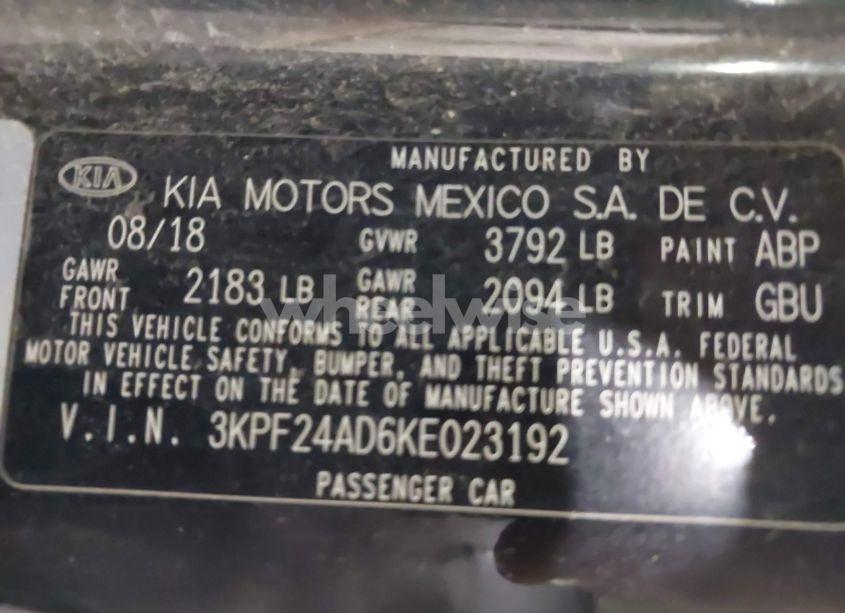 MANUFACTURED BY
KIA KIA MOTORS MEXICO S.A. DE C.V.
08/18 GVWR 3792 LB PAINT ABP
GAWR FRONT 2183 LB GAWR REAR 2094 LB TRIM GBU
wheelwise
THIS VEHICLE CONFORMS TO ALL APPLICABLE U.S.A. FEDERAL
MOTOR VEHICLE SAFETY, BUMPER, AND THEFT PREVENTION STANDARDS
IN EFFECT ON THE DATE OF MANUFACTURE SHOWN ABOVE.
V.I.N. 3KPF24AD6KE023192
PASSENGER CAR